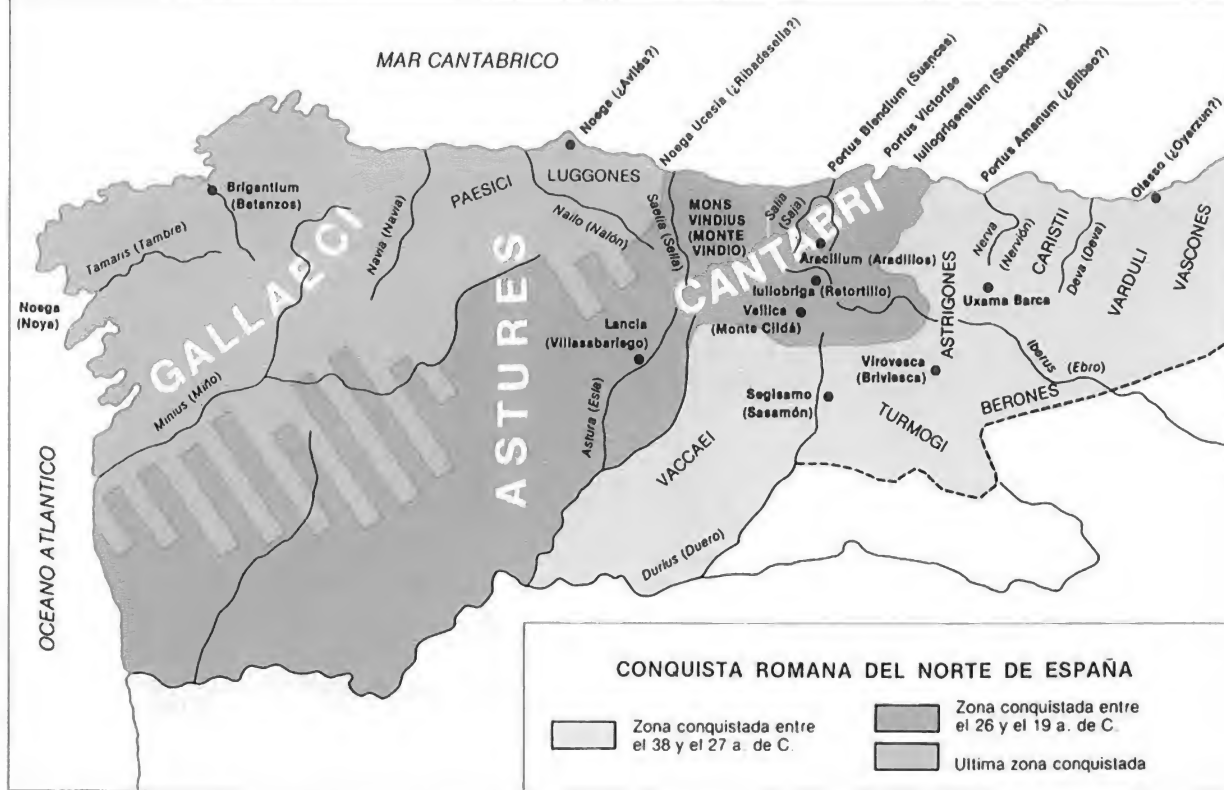 MAR CANTABRICO
OCEANO ATLANTICO
Noega (¿Avilés?)
Noega Ucesia (¿Ribadesella?)
Portus Blendium (Suances)
Portus Victoriae
Iuliogrigensium (Santander)
Portus Amanum (¿Bilbao?)
Oiasso (¿Oyarzun?)
Brigantium
(Betanzos)
Tamaris (Tambre)
Noega
(Noya)
GALLAECI
Minius (Miño)
Navia (Navia)
PAESICI
LUGGONES
Nailo (Nalón)
Saelia (Sella)
ASTURES
MONS
VINDIUS
(MONTE
VINDIO)
Salia
(Saja)
CANTABRI
Aracillum (Aradillos)
Iuliobriga (Retortillo)
Vellica
(Monte Cildá)
Lancia
(Villasabariego)
Astura (Esla)
VACCAEI
Segisamo
(Sasamón)
Durius (Duero)
ASTRIGONES
Virovesca
(Briviesca)
TURMOGI
BERONES
Iberus (Ebro)
Nerva
(Nervión)
Uxama Barca
CARISTII
Deva (Deva)
VARDULI
VASCONES
CONQUISTA ROMANA DEL NORTE DE ESPAÑA
Zona conquistada entre
el 38 y el 27 a. de C.
Zona conquistada entre
el 26 y el 19 a. de C.
Ultima zona conquistada